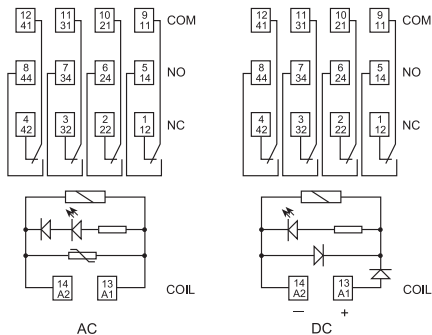 12 11 10 9 COM
41 31 21 11
8 7 6 5 NO
44 34 24 14
4 3 2 1 NC
42 32 22 12
14 13 COIL
A2 A1
AC
12 11 10 9 COM
41 31 21 11
8 7 6 5 NO
44 34 24 14
4 3 2 1 NC
42 32 22 12
14 13 COIL
A2 A1
— +
DC